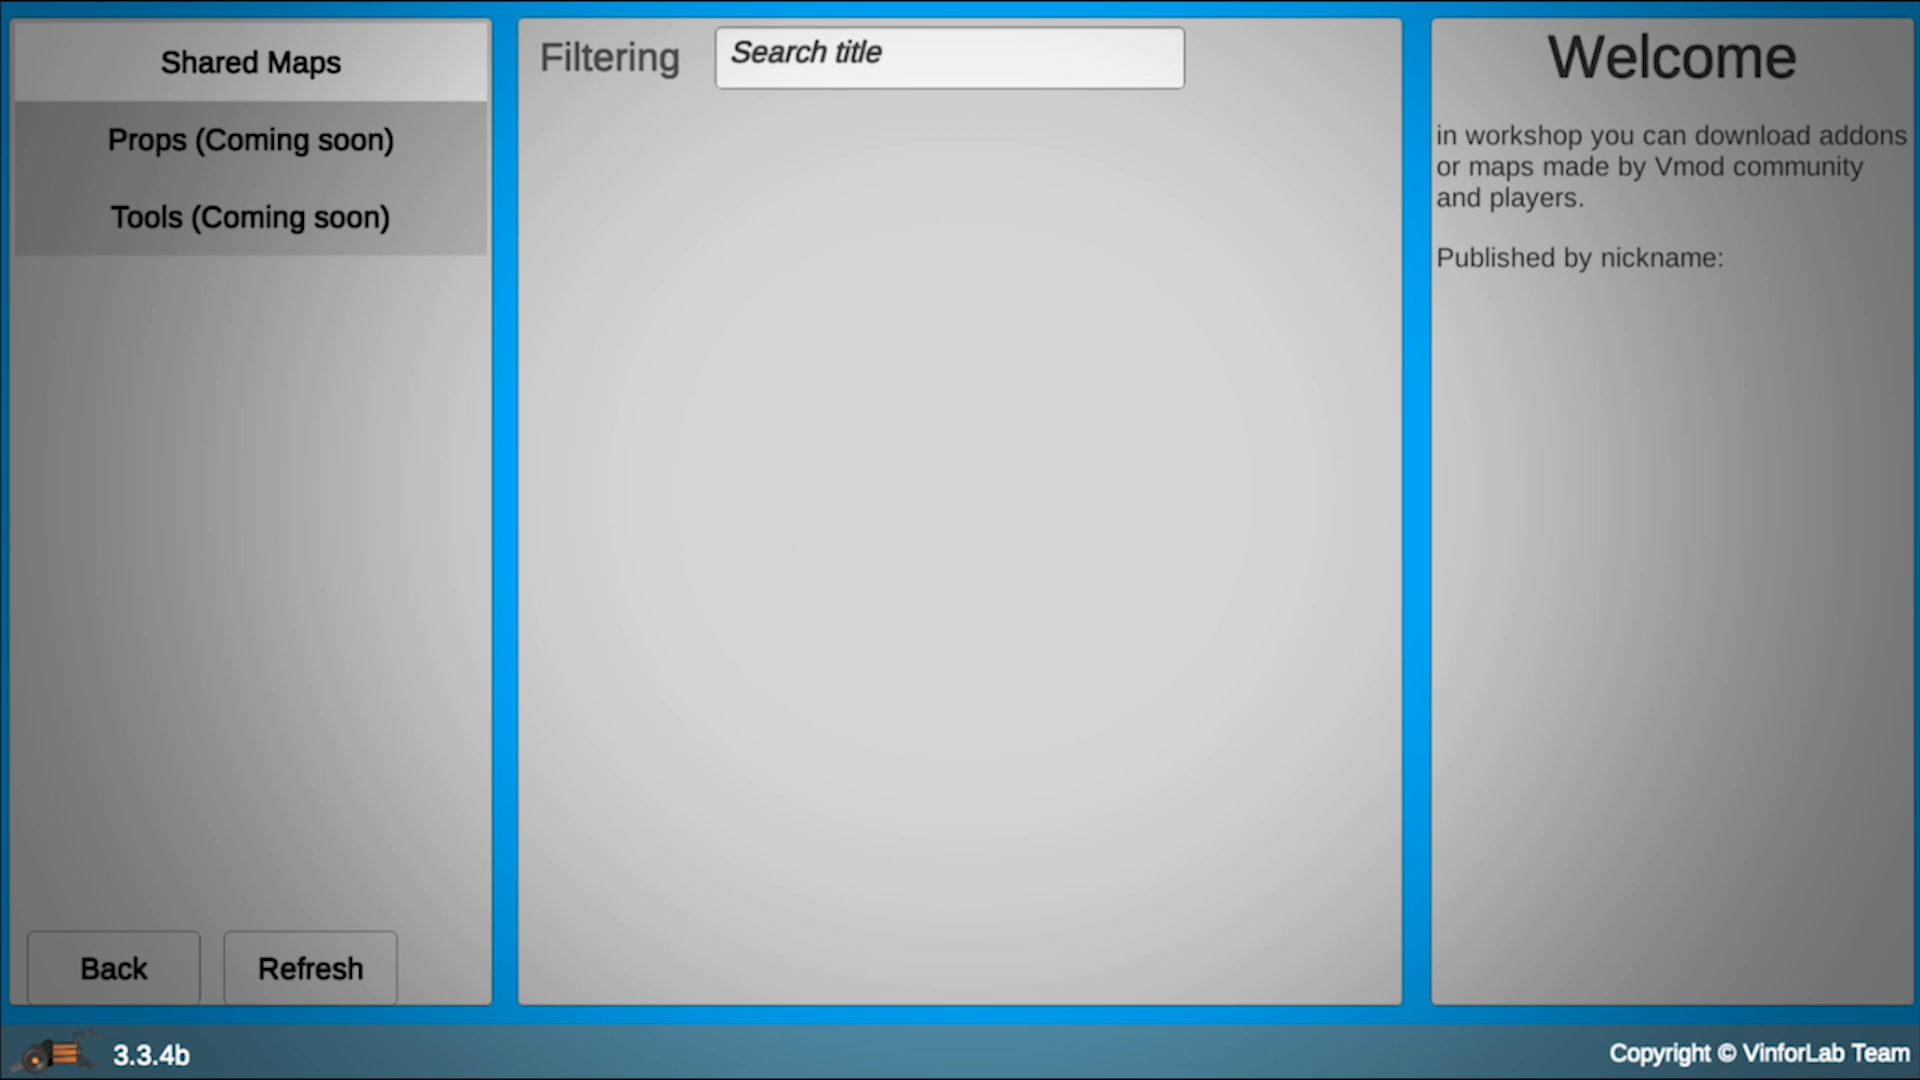 Shared Maps
Props (Coming soon)
Tools (Coming soon)
Back
Refresh
Filtering
Search title
Welcome
in workshop you can download addons
or maps made by Vmod community
and players.
Published by nickname:
3.3.4b
Copyright © VinforLab Team